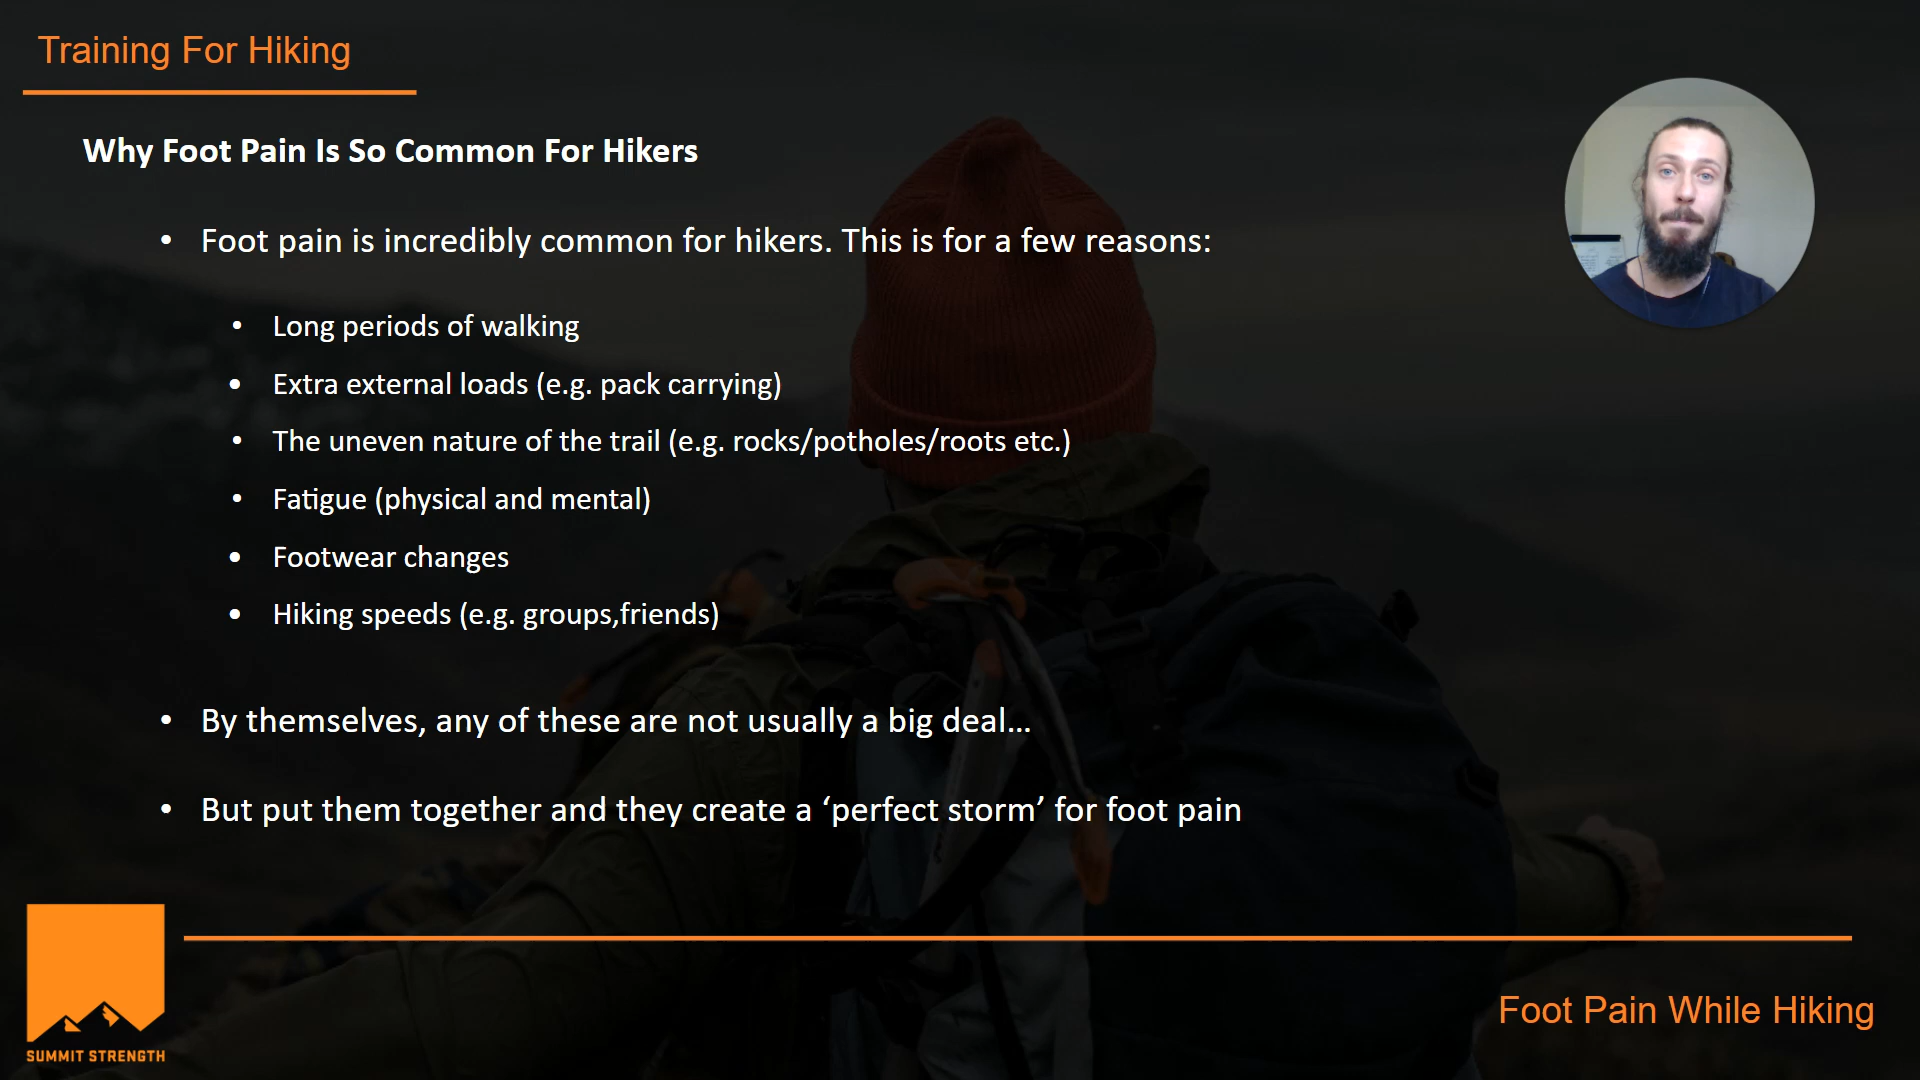 Training For Hiking
Why Foot Pain Is So Common For Hikers
• Foot pain is incredibly common for hikers. This is for a few reasons:
• Long periods of walking
• Extra external loads (e.g. pack carrying)
• The uneven nature of the trail (e.g. rocks/potholes/roots etc.)
• Fatigue (physical and mental)
• Footwear changes
• Hiking speeds (e.g. groups,friends)
• By themselves, any of these are not usually a big deal...
• But put them together and they create a ‘perfect storm’ for foot pain
SUMMIT STRENGTH
Foot Pain While Hiking